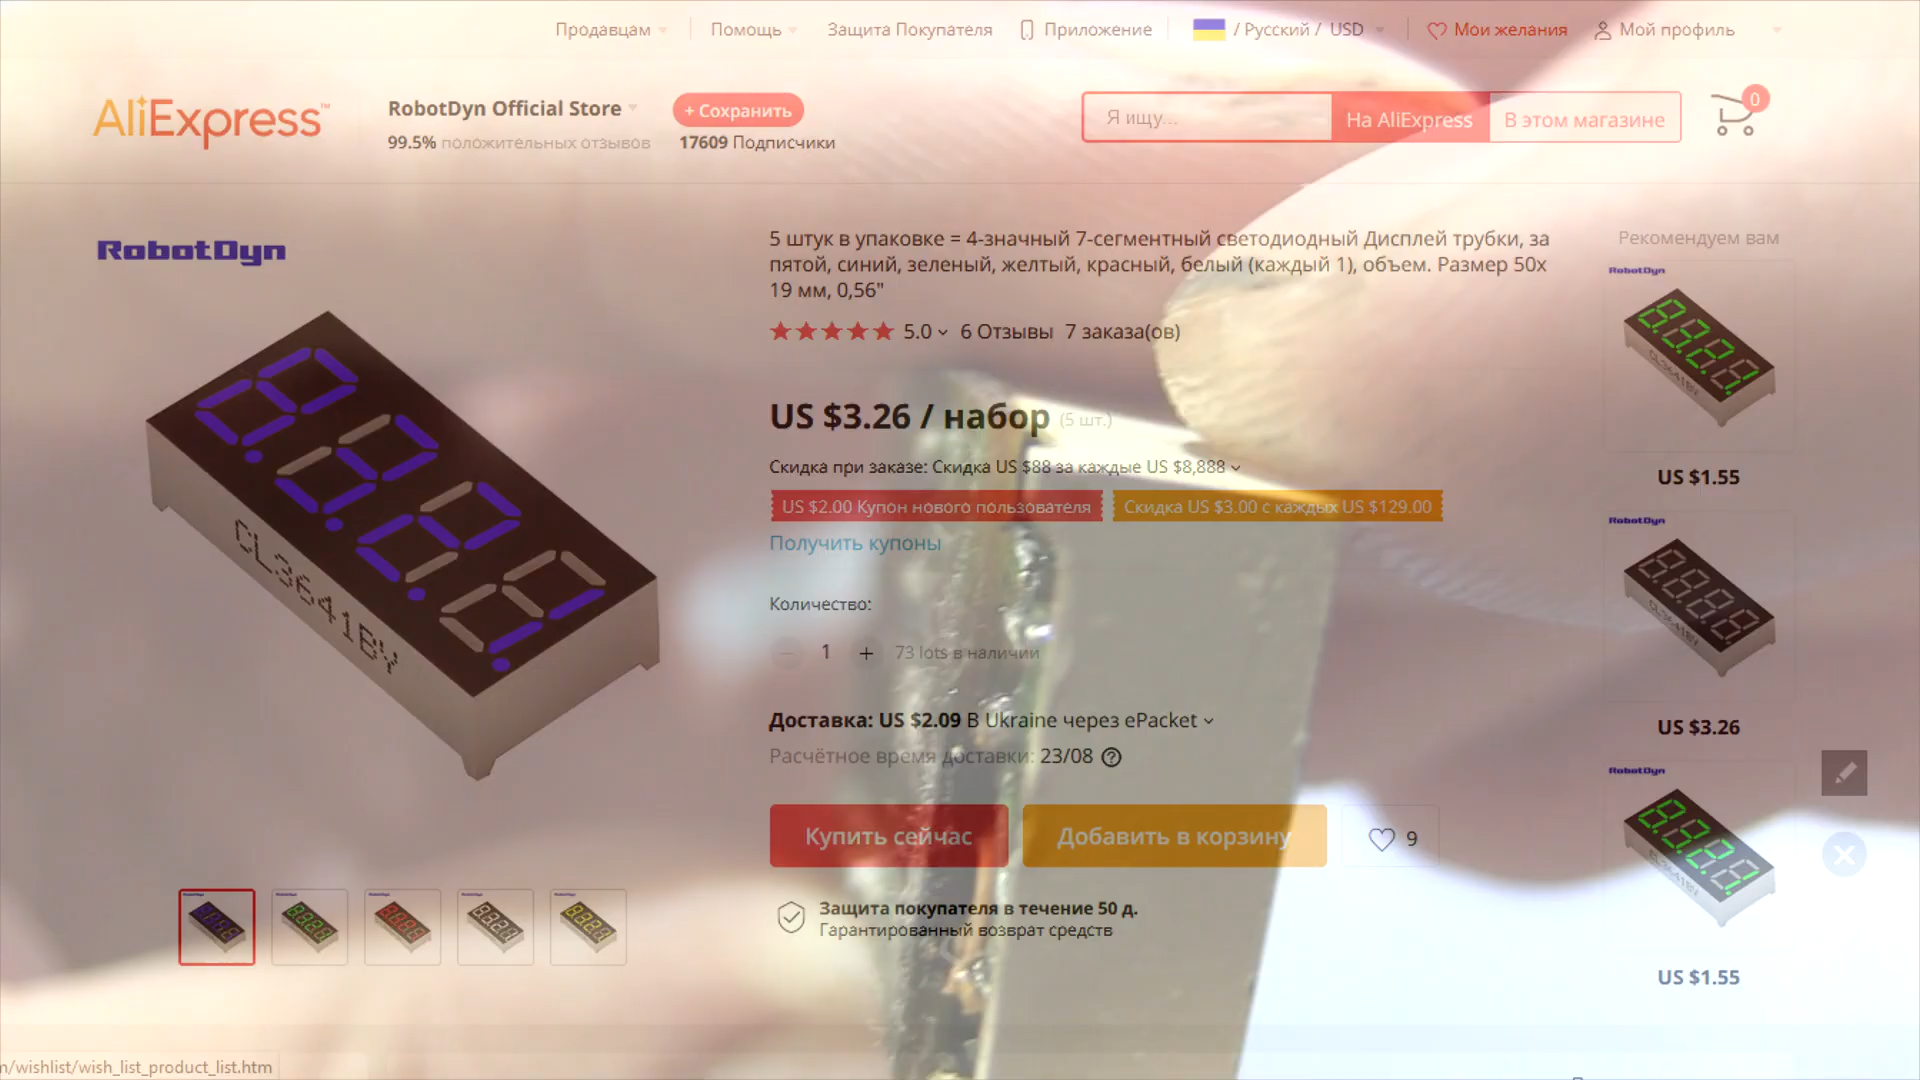 Продавцам
Помощь
Защита Покупателя
Приложение
/ Русский / USD
Мои желания
Мой профиль
AliExpress™
RobotDyn Official Store
+ Сохранить
99.5% положительных отзывов
17609 Подписчики
Я ищу...
На AliExpress
В этом магазине
0
RobotDyn
5 штук в упаковке = 4-значный 7-сегментный светодиодный Дисплей трубки, за
пятой, синий, зеленый, желтый, красный, белый (каждый 1), объем. Размер 50x
19 мм, 0,56"
5.0
6 Отзывы
7 заказа(ов)
US $3.26 / набор (5 шт.)
Скидка при заказе: Скидка US $88 за каждые US $8,888
US $2.00 Купон нового пользователя
Скидка US $3.00 с каждых US $129.00
Получить купоны
Количество:
1
+
73 lots в наличии
Доставка: US $2.09 В Ukraine через ePacket
Расчётное время доставки: 23/08
Купить сейчас
Добавить в корзину
9
Защита покупателя в течение 50 д.
Гарантированный возврат средств
CL3641BY
Рекомендуем вам
RobotDyn
US $1.55
RobotDyn
US $3.26
RobotDyn
US $1.55
m/wishlist/wish_list_product_list.htm